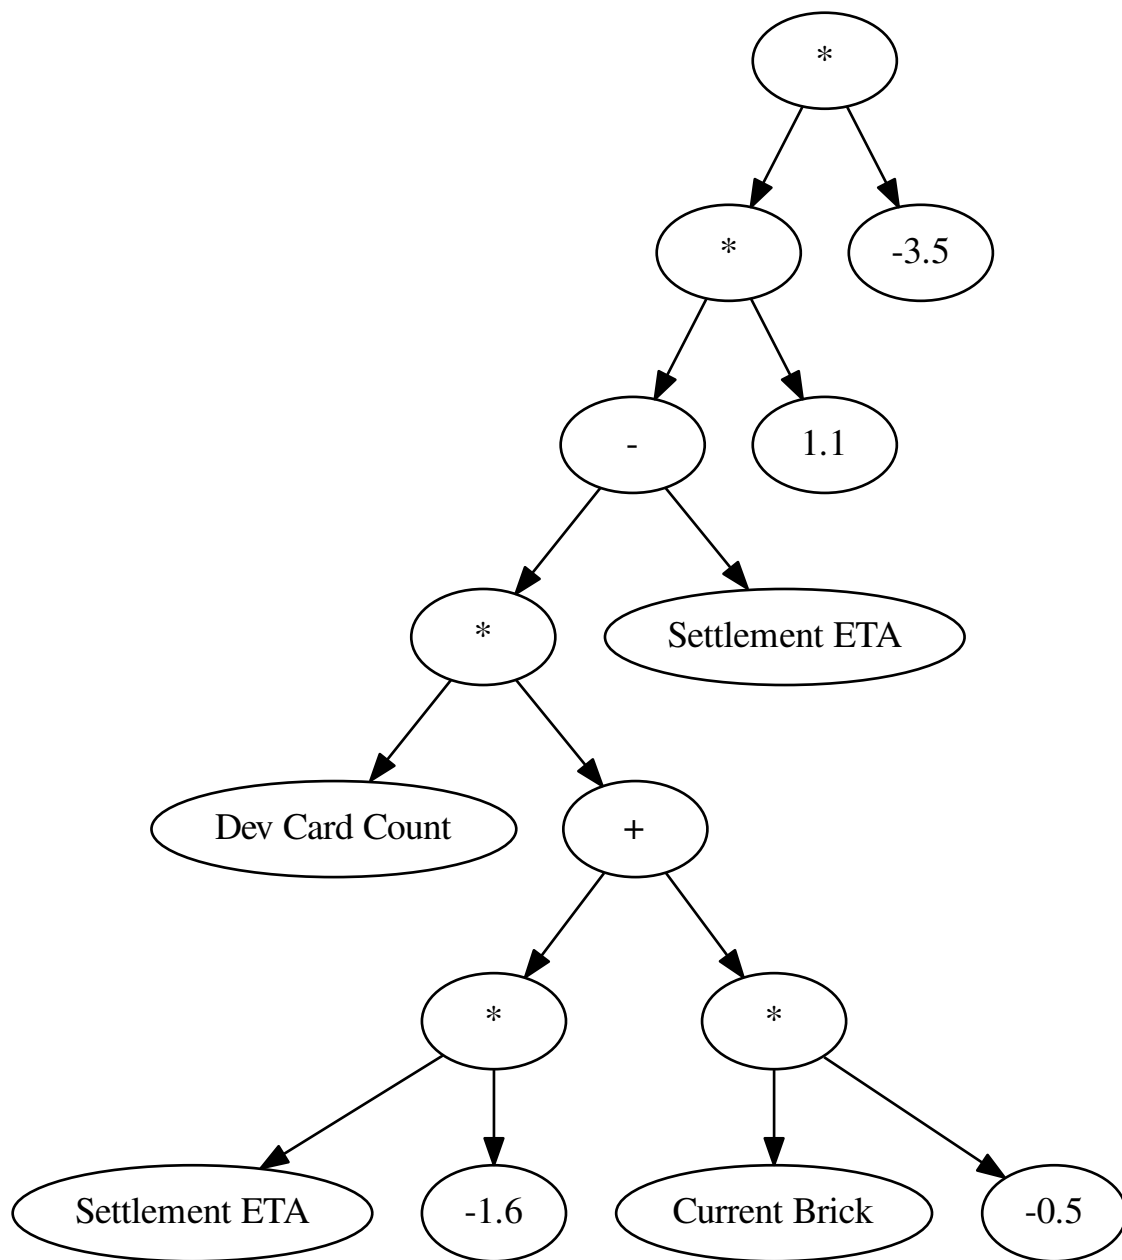 *
*
-3.5
-
1.1
*
Settlement ETA
Dev Card Count
+
*
*
Settlement ETA
-1.6
Current Brick
-0.5